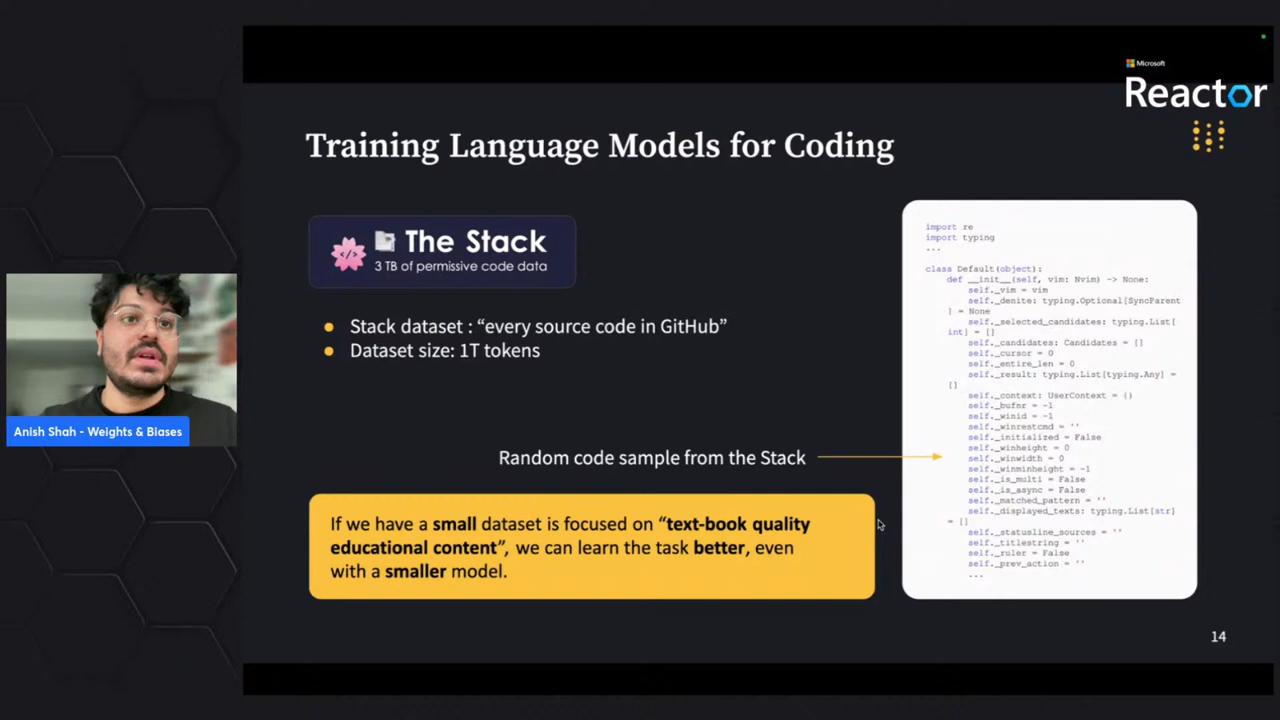 Microsoft
Reactor
Training Language Models for Coding
The Stack
3 TB of permissive code data
Stack dataset : “every source code in GitHub”
Dataset size: 1T tokens
Random code sample from the Stack
If we have a small dataset is focused on “text-book quality
educational content”, we can learn the task better, even
with a smaller model.
import re
import typing
...
class Default(object):
def __init__(self, vim: Nvim) -> None:
self._vim = vim
self._denite: typing.Optional[SyncParent
] = None
self._selected_candidates: typing.List[
int] = []
self._candidates: Candidates = []
self._cursor = 0
self._entire_len = 0
self._result: typing.List[typing.Any] =
[]
self._context: UserContext = {}
self._bufnr = -1
self._winid = -1
self._winrestcmd = ''
self._initialized = False
self._winheight = 0
self._winwidth = 0
self._winminheight = -1
self._is_multi = False
self._is_async = False
self._matched_pattern = ''
self._displayed_texts: typing.List[str]
= []
self._statusline_sources = ''
self._titlestring = ''
self._ruler = False
self._prev_action = ''
...
Anish Shah - Weights & Biases
14